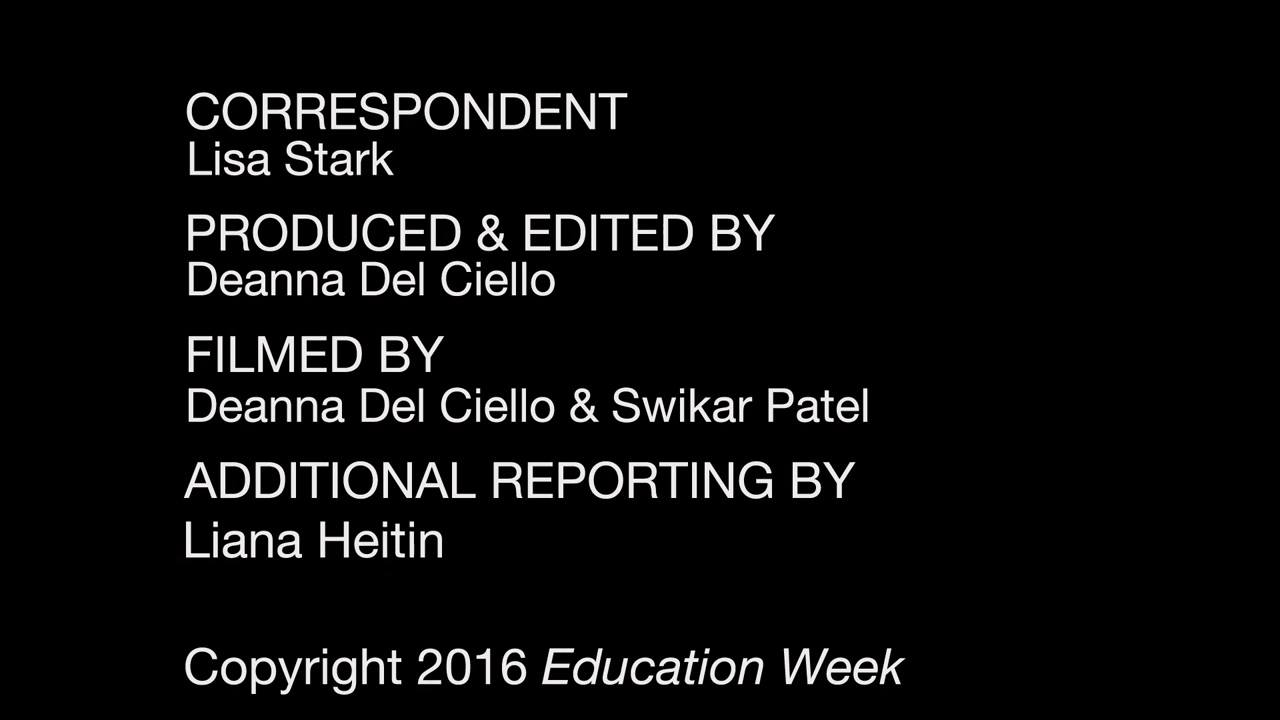 CORRESPONDENT
Lisa Stark
PRODUCED & EDITED BY
Deanna Del Ciello
FILMED BY
Deanna Del Ciello & Swikar Patel
ADDITIONAL REPORTING BY
Liana Heitin
Copyright 2016 Education Week